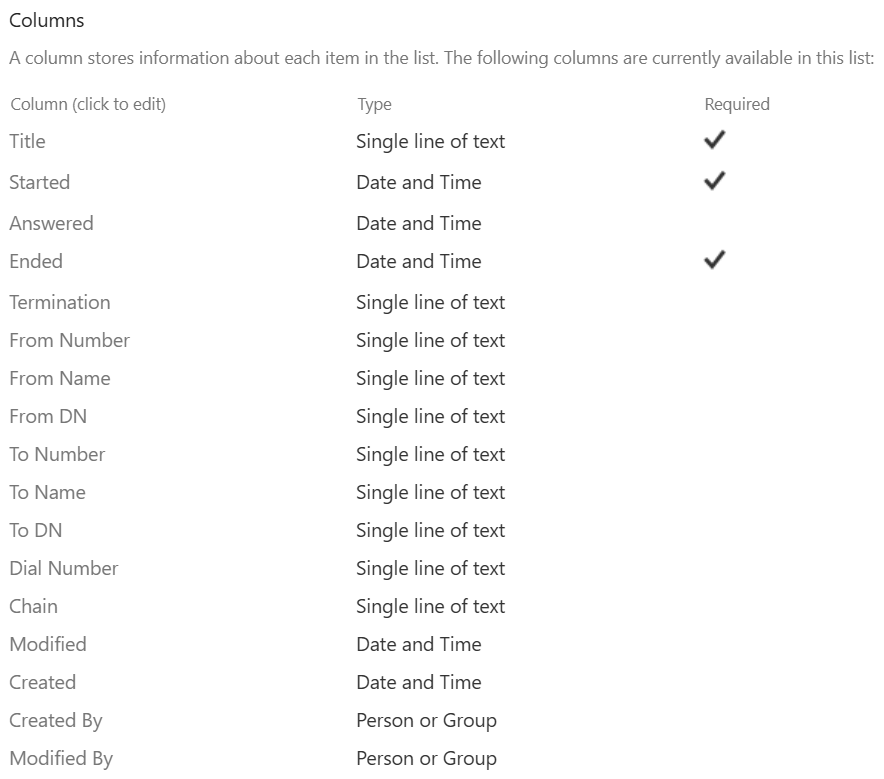 Columns
A column stores information about each item in the list. The following columns are currently available in this list:
Column (click to edit) Type Required
Title Single line of text
Started Date and Time
Answered Date and Time
Ended Date and Time
Termination Single line of text
From Number Single line of text
From Name Single line of text
From DN Single line of text
To Number Single line of text
To Name Single line of text
To DN Single line of text
Dial Number Single line of text
Chain Single line of text
Modified Date and Time
Created Date and Time
Created By Person or Group
Modified By Person or Group